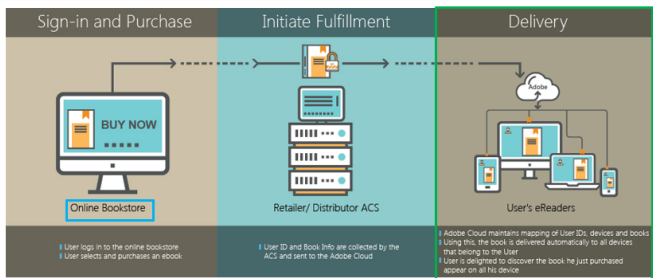 Sign-in and Purchase
Initiate Fulfillment
Delivery
Adobe
BUY NOW
Online Bookstore
Retailer/ Distributor ACS
User's eReaders
User logs in to the online bookstore
User selects and purchases an ebook
User ID and Book Info are collected by the
ACS and sent to the Adobe Cloud
Adobe Cloud maintains mapping of User IDs, devices and books
Using this, the book is delivered automatically to all devices
that belong to the User
User is delighted to discover the book he just purchased
appear on all his device